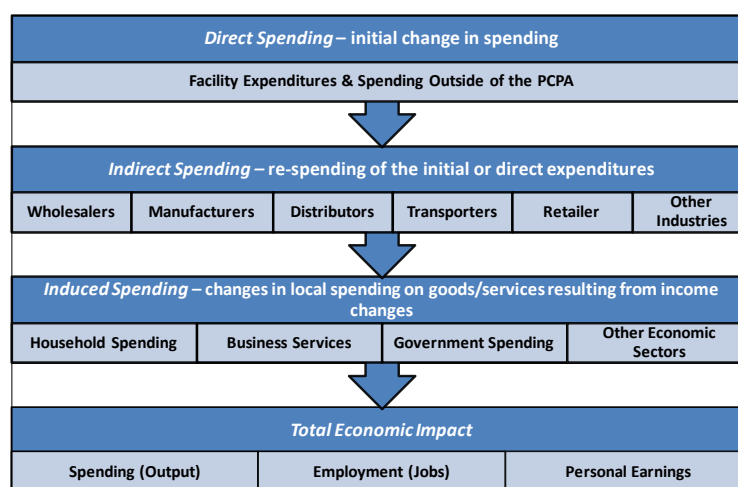 Direct Spending – initial change in spending
Facility Expenditures & Spending Outside of the PCPA
Indirect Spending – re-spending of the initial or direct expenditures
Wholesalers
Manufacturers
Distributors
Transporters
Retailer
Other
Industries
Induced Spending – changes in local spending on goods/services resulting from income
changes
Household Spending
Business Services
Government Spending
Other Economic
Sectors
Total Economic Impact
Spending (Output)
Employment (Jobs)
Personal Earnings